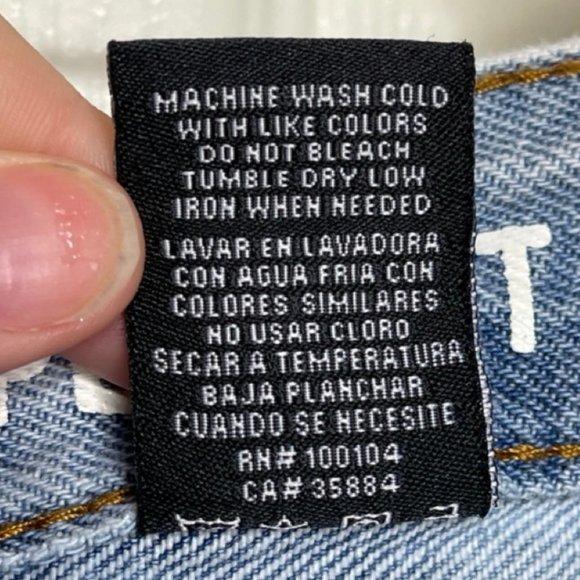 MACHINE WASH COLD
WITH LIKE COLORS
DO NOT BLEACH
TUMBLE DRY LOW
IRON WHEN NEEDED
LAVAR EN LAVADORA
CON AGUA FRIA CON
COLORES SIMILARES
NO USAR CLORO
SECAR A TEMPERATURA
BAJA PLANCHAR
CUANDO SE NECESITE
RN# 100104
CA# 35884
T